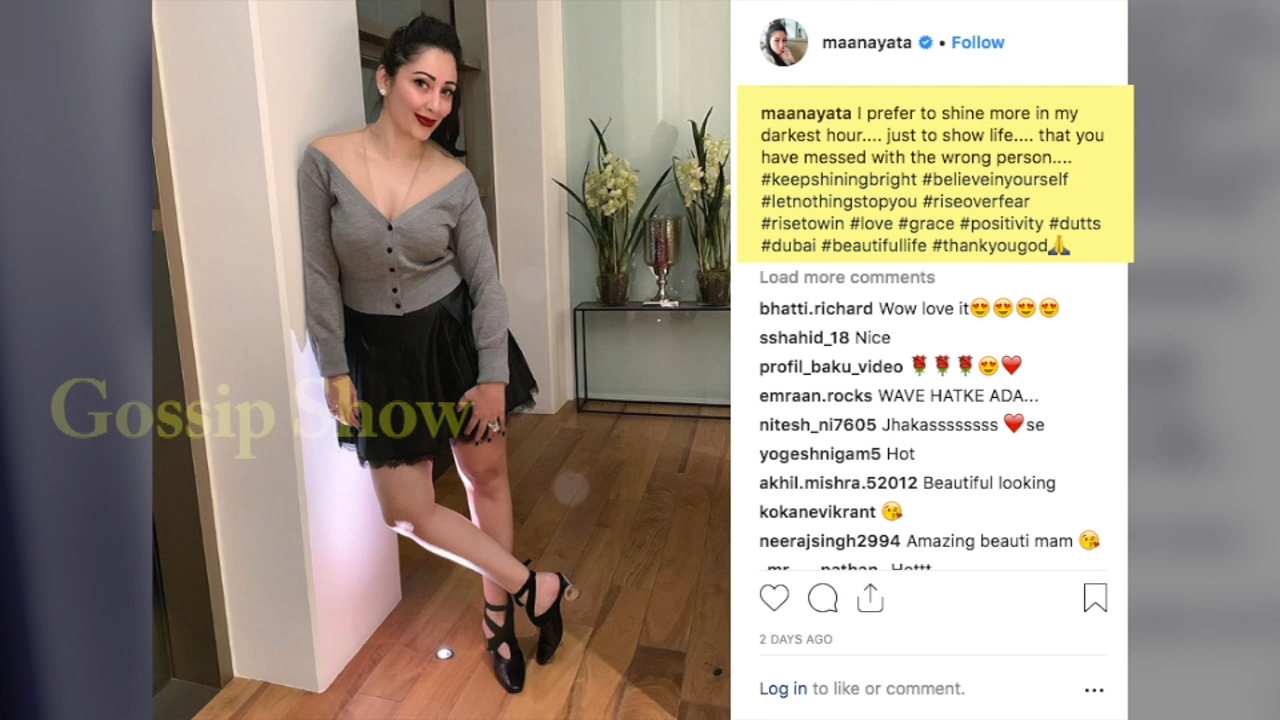 maanayata • Follow
maanayata I prefer to shine more in my
darkest hour.... just to show life.... that you
have messed with the wrong person....
#keepshiningbright #believeinyourself
#letnothingstopyou #riseoverfear
#risetowin #love #grace #positivity #dutts
#dubai #beautifullife #thankyougod🙏
Load more comments
bhatti.richard Wow love it😍😍😍😍
sshahid_18 Nice
profil_baku_video 🌹🌹🌹😍❤️
emraan.rocks WAVE HATKE ADA...
nitesh_ni7605 Jhakassssssss ❤️se
yogeshnigam5 Hot
akhil.mishra.52012 Beautiful looking
kokanevikrant 😘
neerajsingh2994 Amazing beauti mam 😘
2 DAYS AGO
Log in to like or comment.
Gossip Show